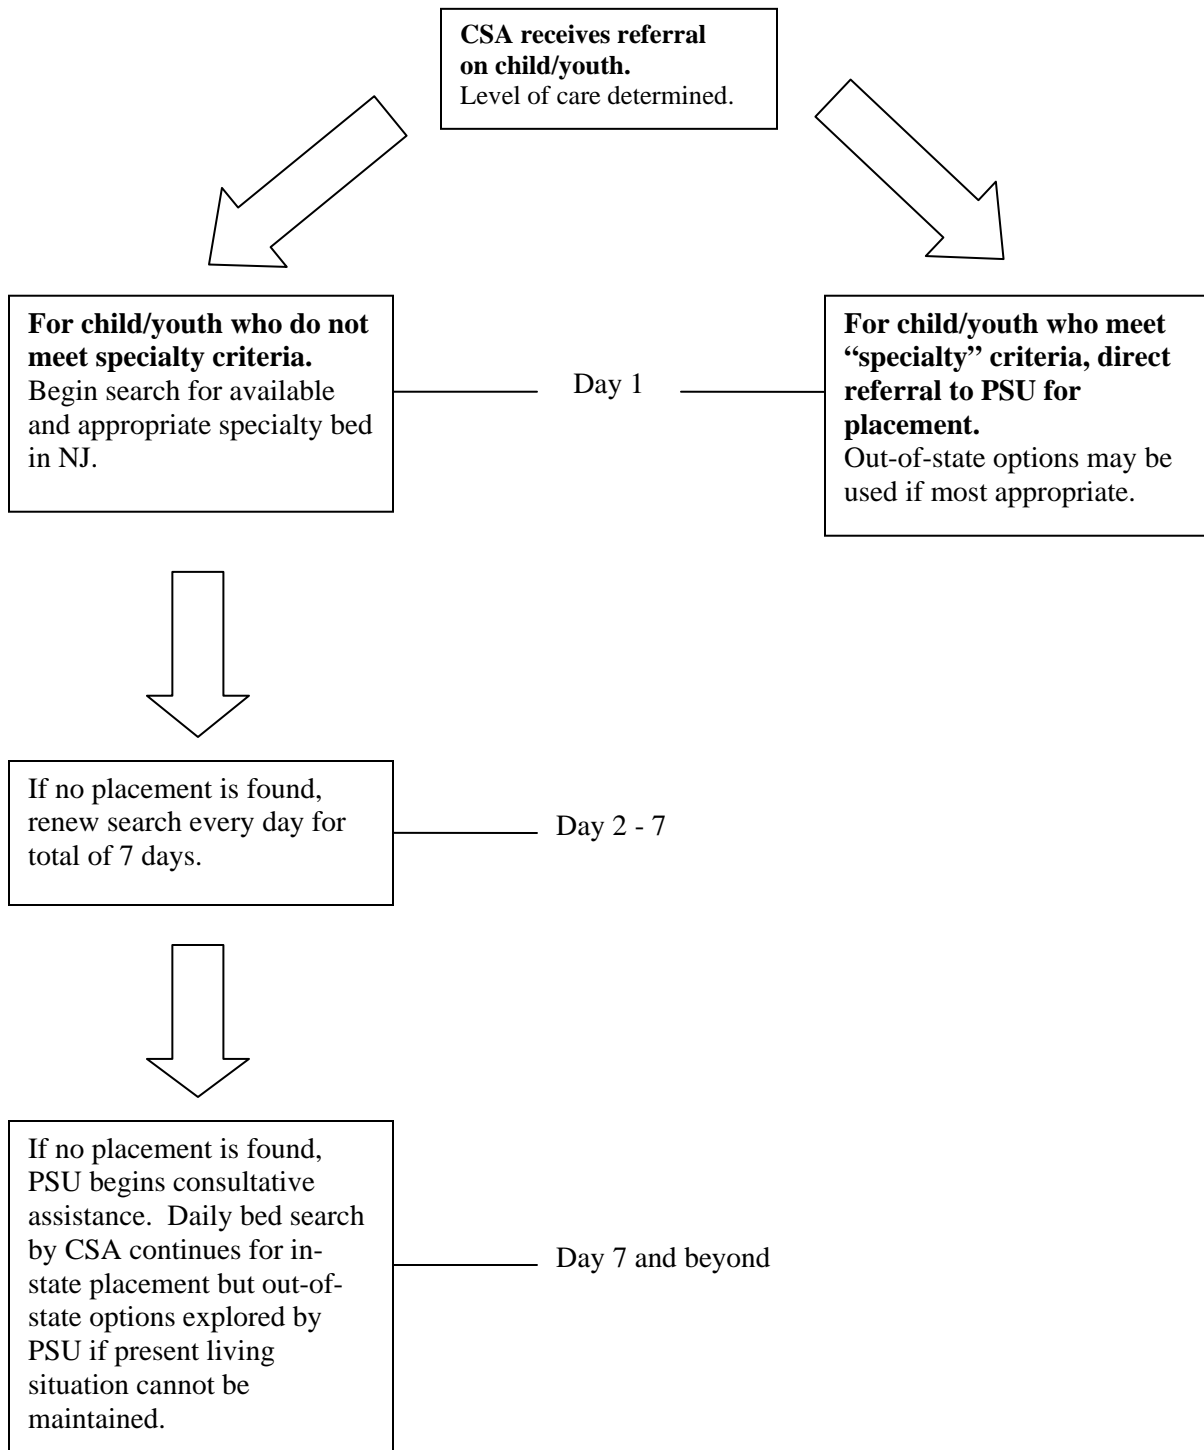 CSA receives referral
on child/youth.
Level of care determined.
For child/youth who do not
meet specialty criteria.
Begin search for available
and appropriate specialty bed
in NJ.
Day 1
For child/youth who meet
“specialty” criteria, direct
referral to PSU for
placement.
Out-of-state options may be
used if most appropriate.
If no placement is found,
renew search every day for
total of 7 days.
Day 2 - 7
If no placement is found,
PSU begins consultative
assistance.  Daily bed search
by CSA continues for in-
state placement but out-of-
state options explored by
PSU if present living
situation cannot be
maintained.
Day 7 and beyond